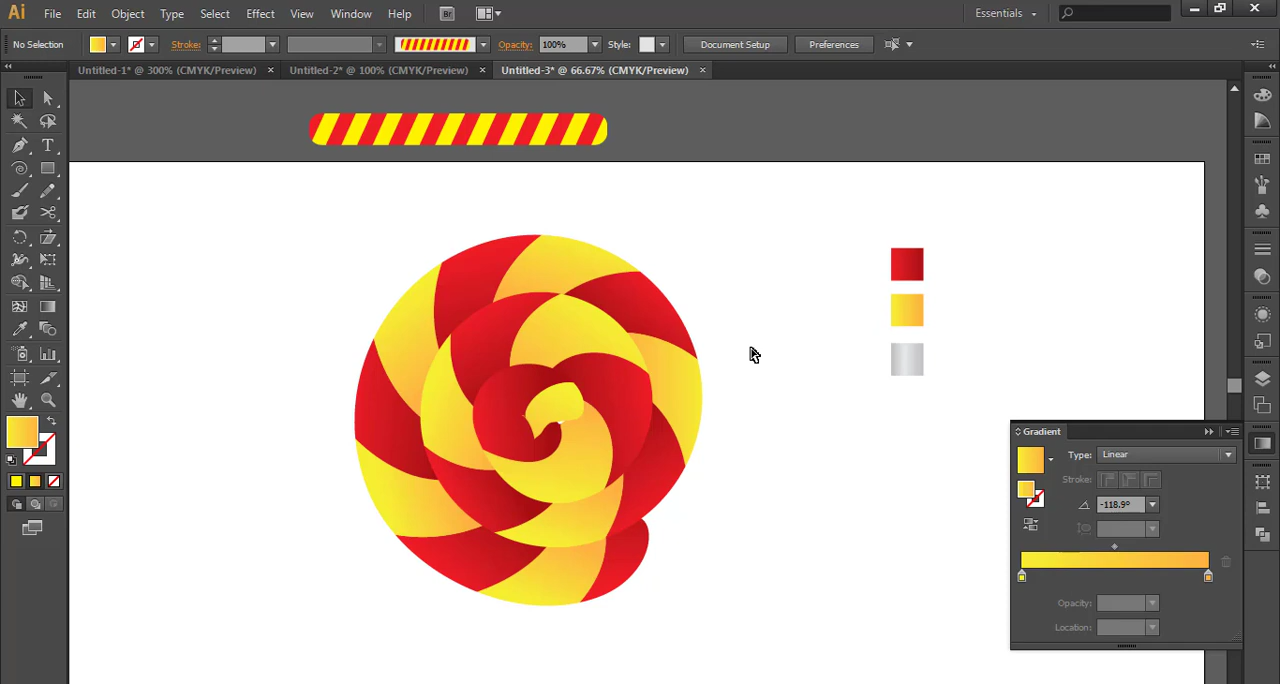 Ai File Edit Object Type Select Effect View Window Help Br Essentials
No Selection Stroke: Opacity: 100% Style: Document Setup Preferences
Untitled-1* @ 300% (CMYK/Preview) × Untitled-2* @ 100% (CMYK/Preview) × Untitled-3* @ 66.67% (CMYK/Preview) ×
Gradient
Type: Linear
Stroke:
-118.9°
Opacity:
Location: